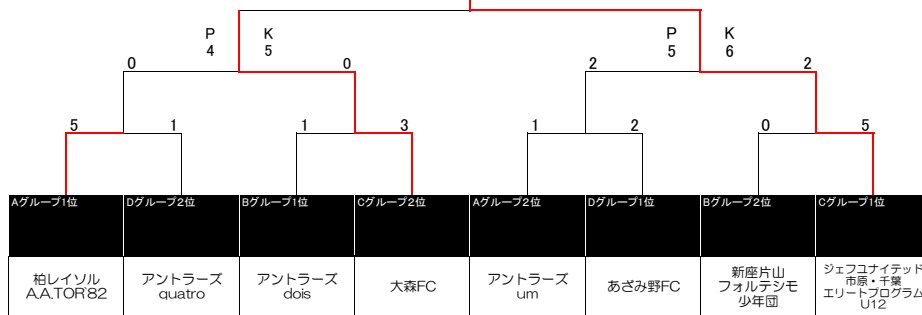 P K P K
4 5 5 6
0 0 2 2
5 1 1 3 1 2 0 5
Aグループ1位 Dグループ2位 Bグループ1位 Cグループ2位 Aグループ2位 Dグループ1位 Bグループ2位 Cグループ1位
柏レイソル
A.A.TOR'82
アントラーズ
quatro
アントラーズ
dois
大森FC
アントラーズ
um
あざみ野FC
新座片山
フォルテシモ
少年団
ジェフユナイテッド
市原・千葉
エリートプログラム
U12